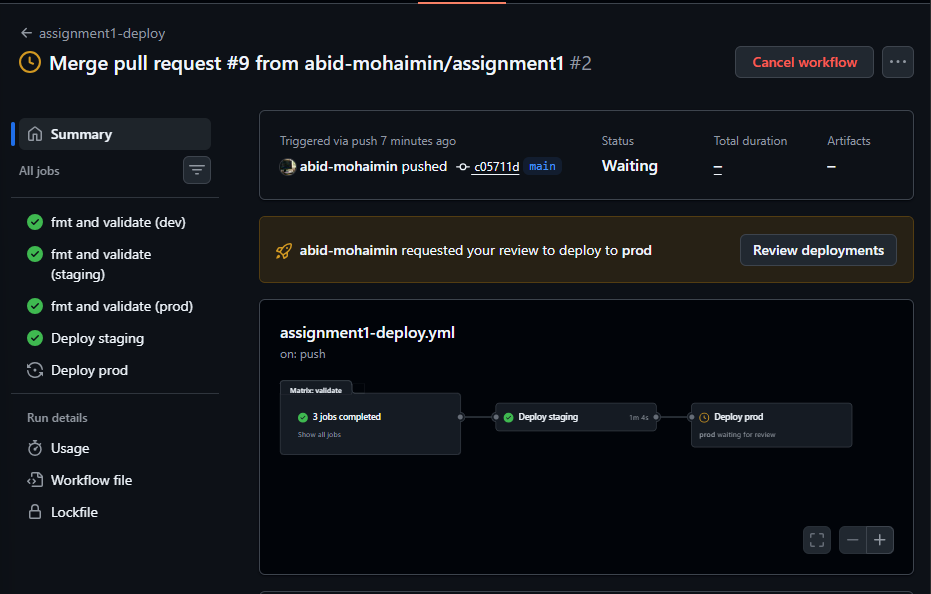 ← assignment1-deploy
Merge pull request #9 from abid-mohaimin/assignment1 #2
Cancel workflow
...
Summary
All jobs
fmt and validate (dev)
fmt and validate
(staging)
fmt and validate (prod)
Deploy staging
Deploy prod
Run details
Usage
Workflow file
Lockfile
Triggered via push 7 minutes ago
abid-mohaimin pushed c05711d main
Status
Waiting
Total duration
–
Artifacts
–
abid-mohaimin requested your review to deploy to prod
Review deployments
assignment1-deploy.yml
on: push
Matrix: validate
3 jobs completed
Show all jobs
Deploy staging 1m 4s
Deploy prod
prod waiting for review